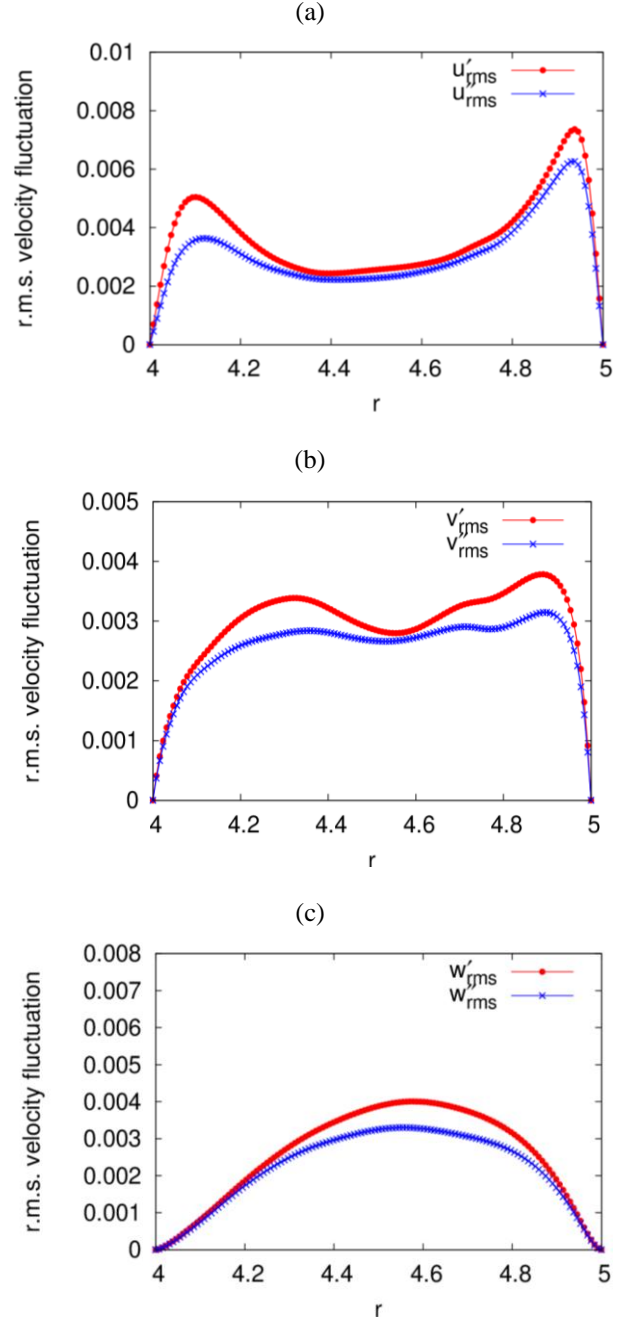 (a)
r.m.s. velocity fluctuation
0.01
0.008
0.006
0.004
0.002
0
4
4.2
4.4
4.6
4.8
5
r
u′rms
u″rms
(b)
r.m.s. velocity fluctuation
0.005
0.004
0.003
0.002
0.001
0
4
4.2
4.4
4.6
4.8
5
r
v′rms
v″rms
(c)
r.m.s. velocity fluctuation
0.008
0.007
0.006
0.005
0.004
0.003
0.002
0.001
0
4
4.2
4.4
4.6
4.8
5
r
w′rms
w″rms